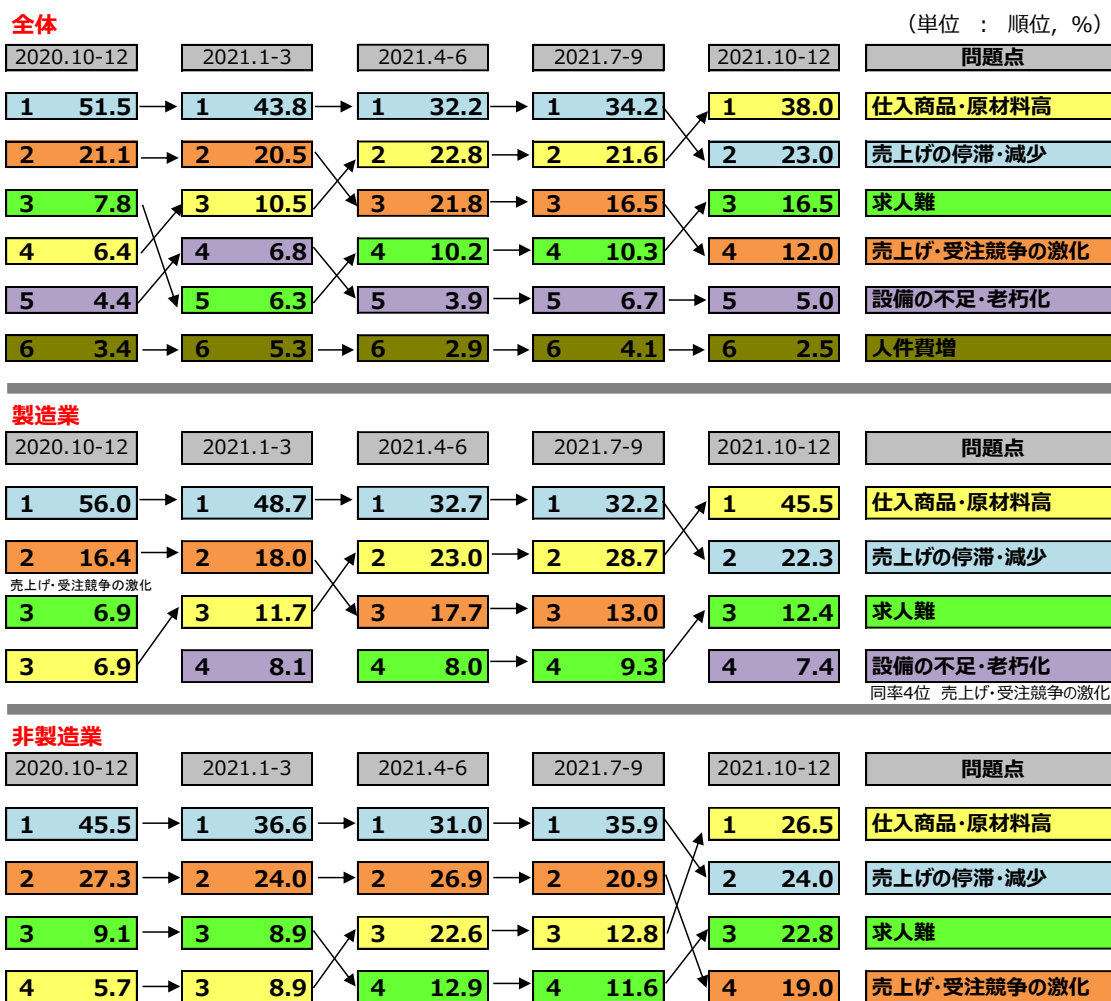 全体
（単位 ： 順位，％）
2020.10-12 2021.1-3 2021.4-6 2021.7-9 2021.10-12 問題点
1 51.5 1 43.8 1 32.2 1 34.2 1 38.0 仕入商品・原材料高
2 21.1 2 20.5 2 22.8 2 21.6 2 23.0 売上げの停滞・減少
3 7.8 3 10.5 3 21.8 3 16.5 3 16.5 求人難
4 6.4 4 6.8 4 10.2 4 10.3 4 12.0 売上げ・受注競争の激化
5 4.4 5 6.3 5 3.9 5 6.7 5 5.0 設備の不足・老朽化
6 3.4 6 5.3 6 2.9 6 4.1 6 2.5 人件費増
製造業
2020.10-12 2021.1-3 2021.4-6 2021.7-9 2021.10-12 問題点
1 56.0 1 48.7 1 32.7 1 32.2 1 45.5 仕入商品・原材料高
2 16.4 2 18.0 2 23.0 2 28.7 2 22.3 売上げの停滞・減少
売上げ・受注競争の激化
3 6.9 3 11.7 3 17.7 3 13.0 3 12.4 求人難
3 6.9 4 8.1 4 8.0 4 9.3 4 7.4 設備の不足・老朽化
同率4位 売上げ・受注競争の激化
非製造業
2020.10-12 2021.1-3 2021.4-6 2021.7-9 2021.10-12 問題点
1 45.5 1 36.6 1 31.0 1 35.9 1 26.5 仕入商品・原材料高
2 27.3 2 24.0 2 26.9 2 20.9 2 24.0 売上げの停滞・減少
3 9.1 3 8.9 3 22.6 3 12.8 3 22.8 求人難
4 5.7 3 8.9 4 12.9 4 11.6 4 19.0 売上げ・受注競争の激化